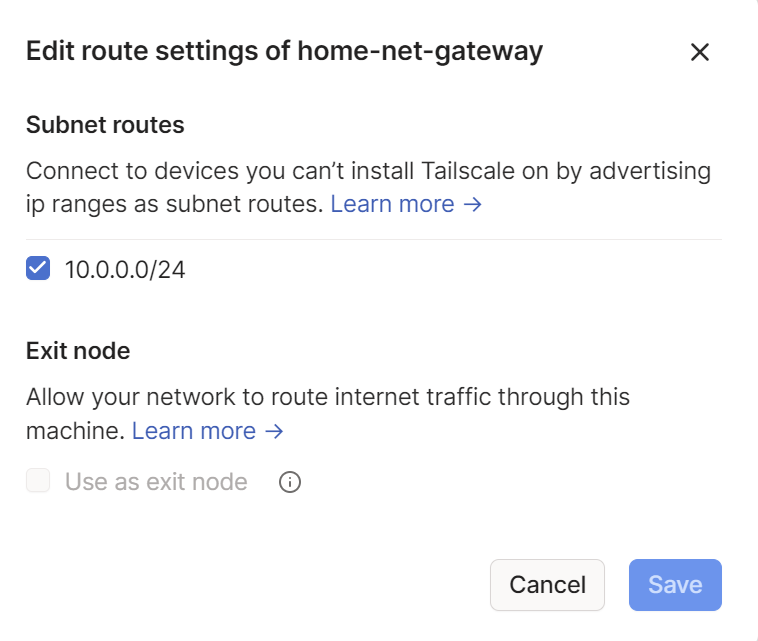 Edit route settings of home-net-gateway
Subnet routes
Connect to devices you can’t install Tailscale on by advertising
ip ranges as subnet routes. Learn more →
10.0.0.0/24
Exit node
Allow your network to route internet traffic through this
machine. Learn more →
Use as exit node
Cancel Save